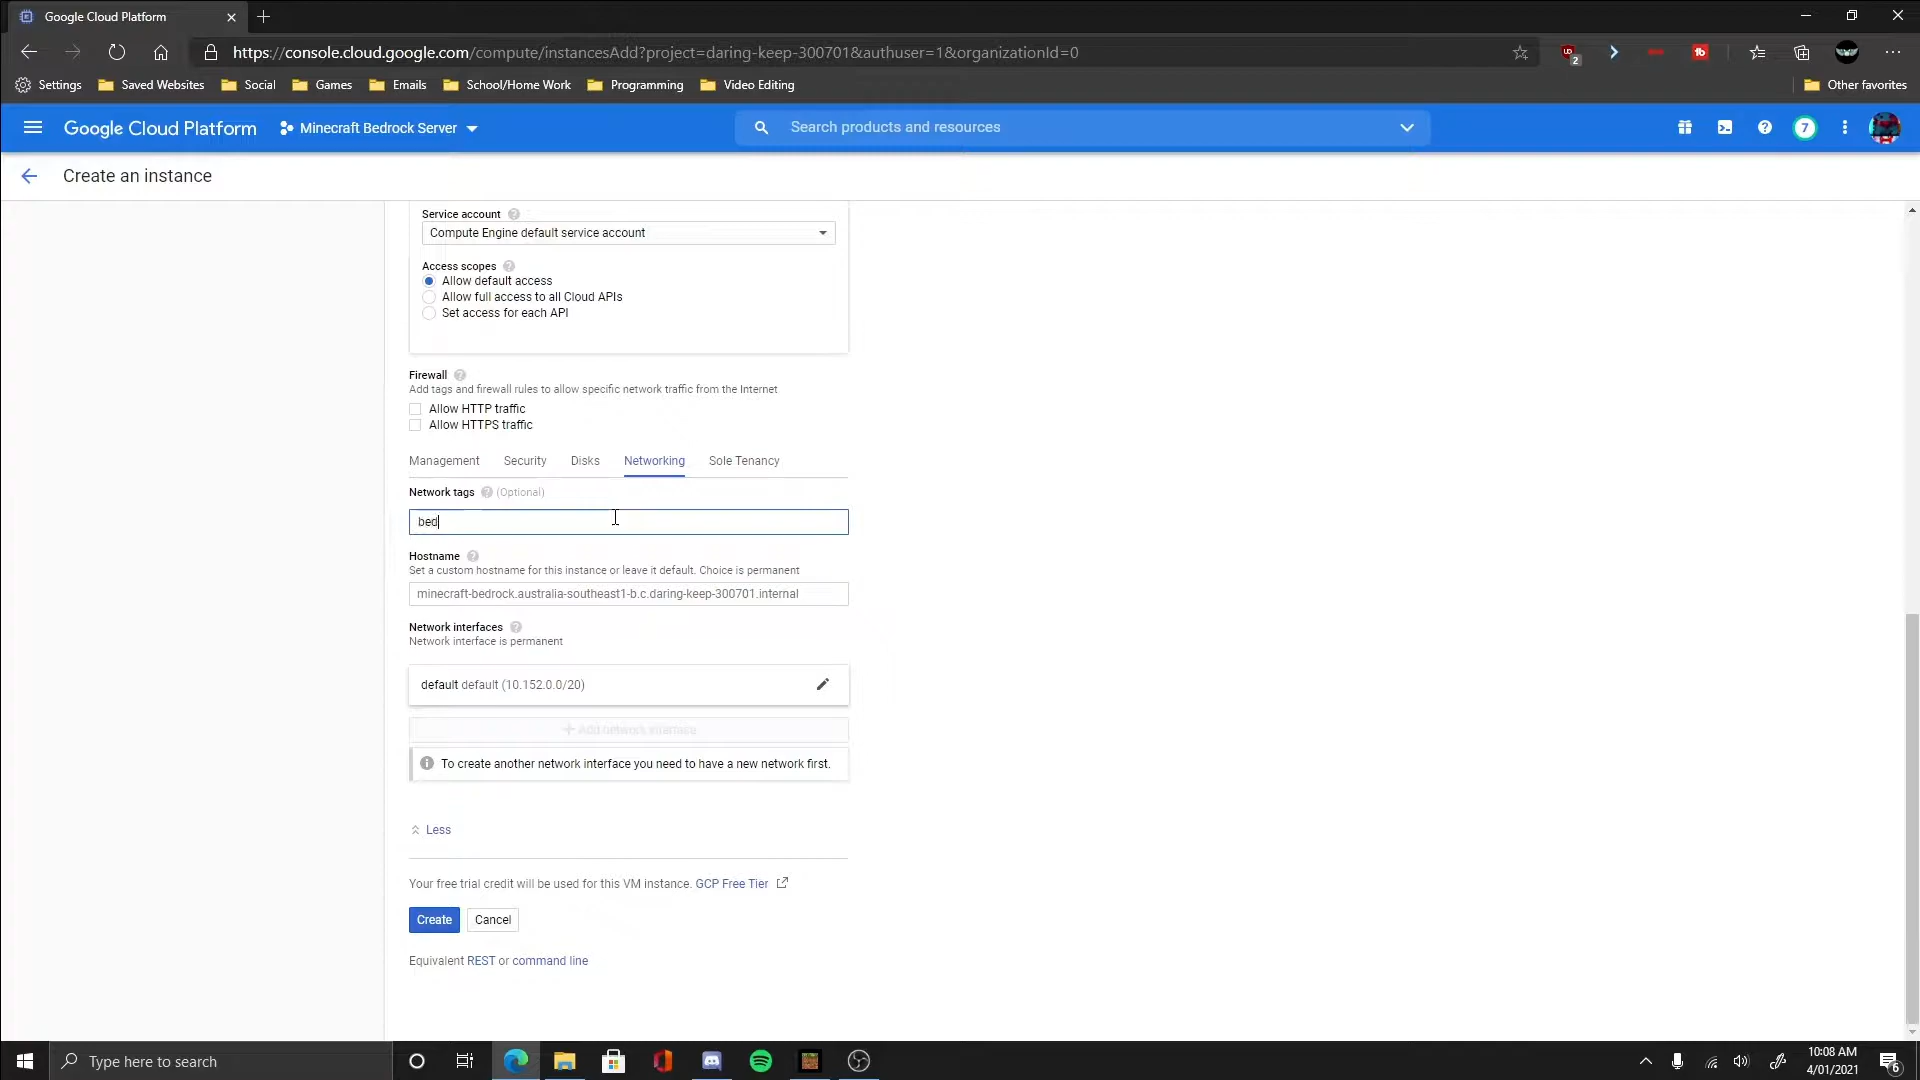 Google Cloud Platform
https://console.cloud.google.com/compute/instancesAdd?project=daring-keep-300701&authuser=1&organizationId=0
2
Settings Saved Websites Social Games Emails School/Home Work Programming Video Editing Other favorites
Google Cloud Platform Minecraft Bedrock Server Search products and resources 7
Create an instance
Service account
Compute Engine default service account
Access scopes
Allow default access
Allow full access to all Cloud APIs
Set access for each API
Firewall
Add tags and firewall rules to allow specific network traffic from the Internet
Allow HTTP traffic
Allow HTTPS traffic
Management Security Disks Networking Sole Tenancy
Network tags (Optional)
bed
Hostname
Set a custom hostname for this instance or leave it default. Choice is permanent
minecraft-bedrock.australia-southeast1-b.c.daring-keep-300701.internal
Network interfaces
Network interface is permanent
default default (10.152.0.0/20)
+ Add network interface
To create another network interface you need to have a new network first.
Less
Your free trial credit will be used for this VM instance. GCP Free Tier
Create Cancel
Equivalent REST or command line
Type here to search
10:08 AM
4/01/2021
6